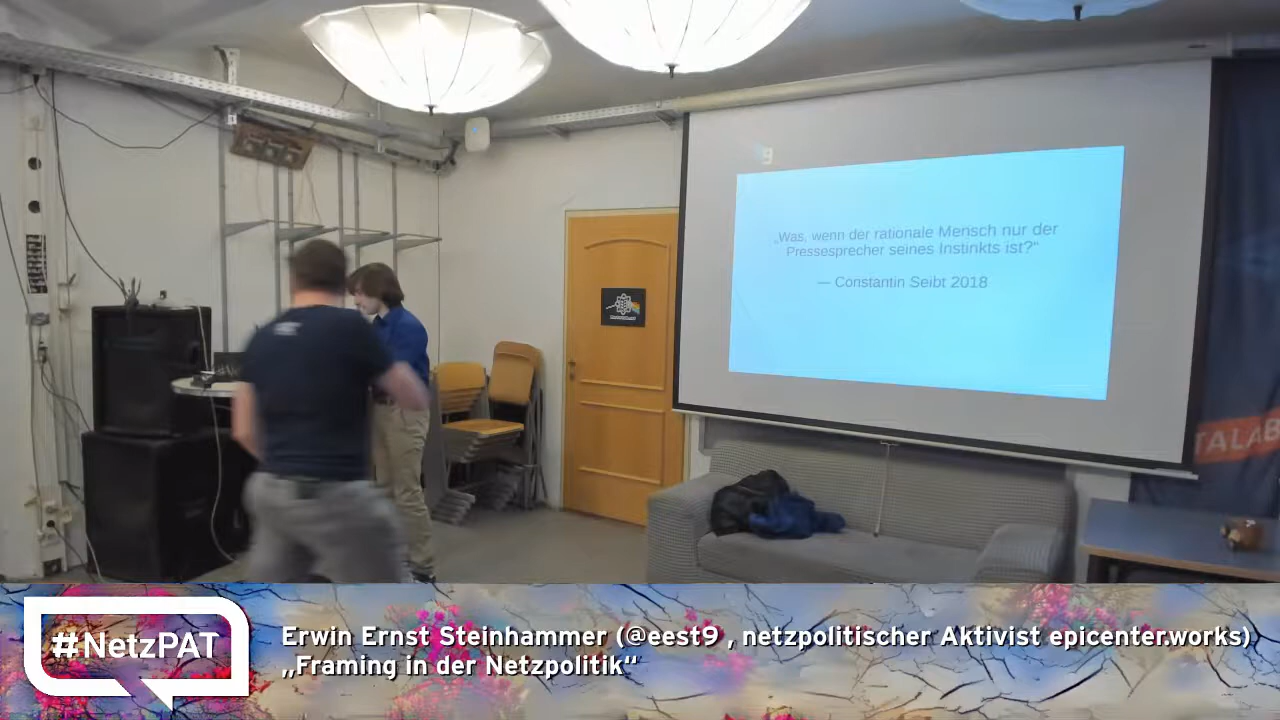 „Was, wenn der rationale Mensch nur der
Pressesprecher seines Instinkts ist?"
— Constantin Seibt 2018
TALAB
#NetzPAT
Erwin Ernst Steinhammer (@eest9 , netzpolitischer Aktivist epicenter.works)
„Framing in der Netzpolitik“